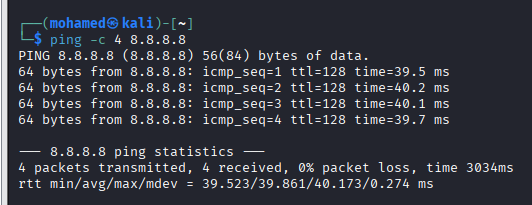 ┌──(mohamed㉿kali)-[~]
└─$ ping -c 4 8.8.8.8
PING 8.8.8.8 (8.8.8.8) 56(84) bytes of data.
64 bytes from 8.8.8.8: icmp_seq=1 ttl=128 time=39.5 ms
64 bytes from 8.8.8.8: icmp_seq=2 ttl=128 time=40.2 ms
64 bytes from 8.8.8.8: icmp_seq=3 ttl=128 time=40.1 ms
64 bytes from 8.8.8.8: icmp_seq=4 ttl=128 time=39.7 ms
--- 8.8.8.8 ping statistics ---
4 packets transmitted, 4 received, 0% packet loss, time 3034ms
rtt min/avg/max/mdev = 39.523/39.861/40.173/0.274 ms